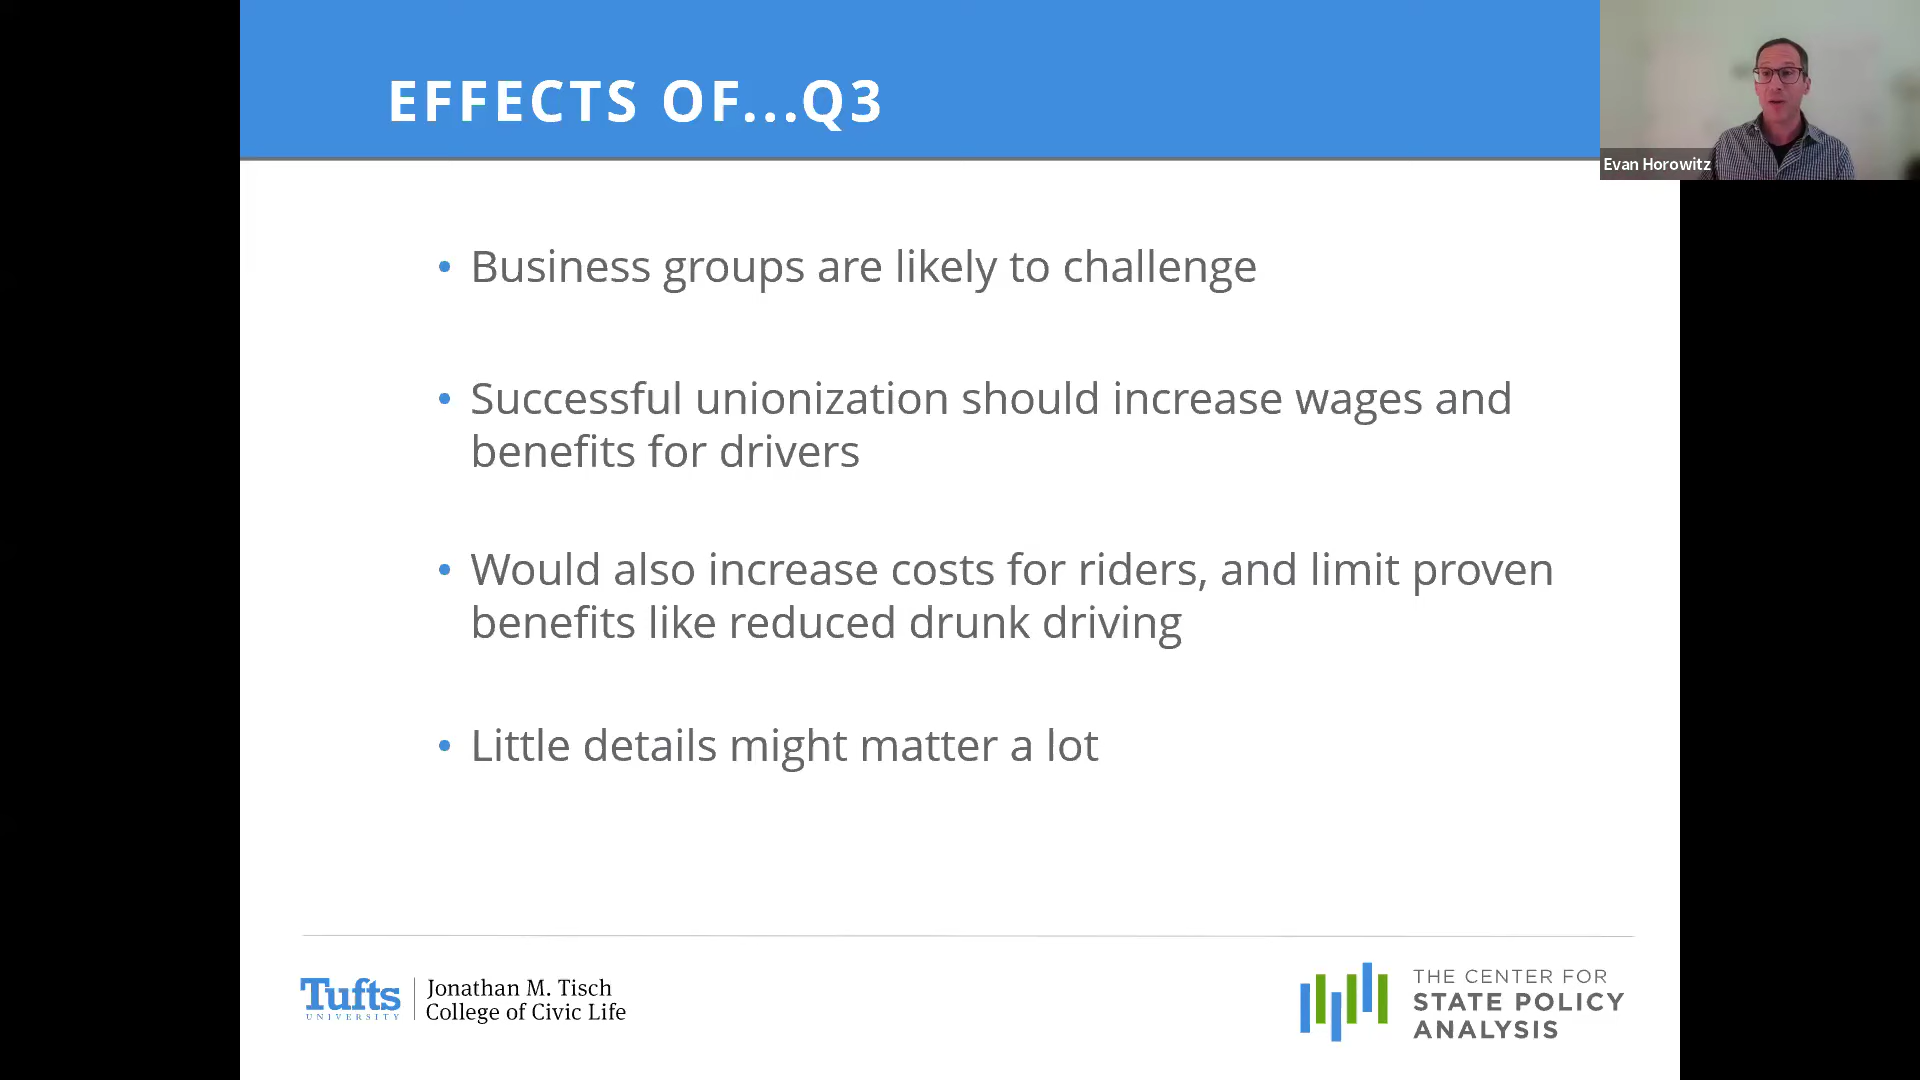 EFFECTS OF...Q3
Evan Horowitz
• Business groups are likely to challenge
• Successful unionization should increase wages and
benefits for drivers
• Would also increase costs for riders, and limit proven
benefits like reduced drunk driving
• Little details might matter a lot
Tufts
UNIVERSITY
Jonathan M. Tisch
College of Civic Life
THE CENTER FOR
STATE POLICY
ANALYSIS